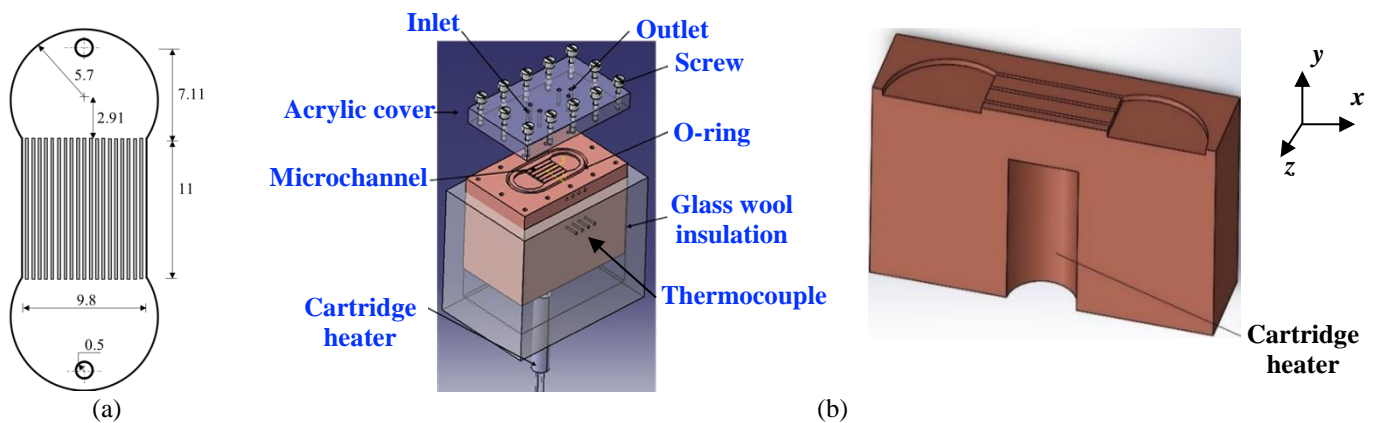 5.7
2.91
7.11
11
9.8
0.5
(a)
Inlet
Outlet
Screw
Acrylic cover
O-ring
Microchannel
Glass wool
insulation
Thermocouple
Cartridge
heater
y
x
z
Cartridge
heater
(b)